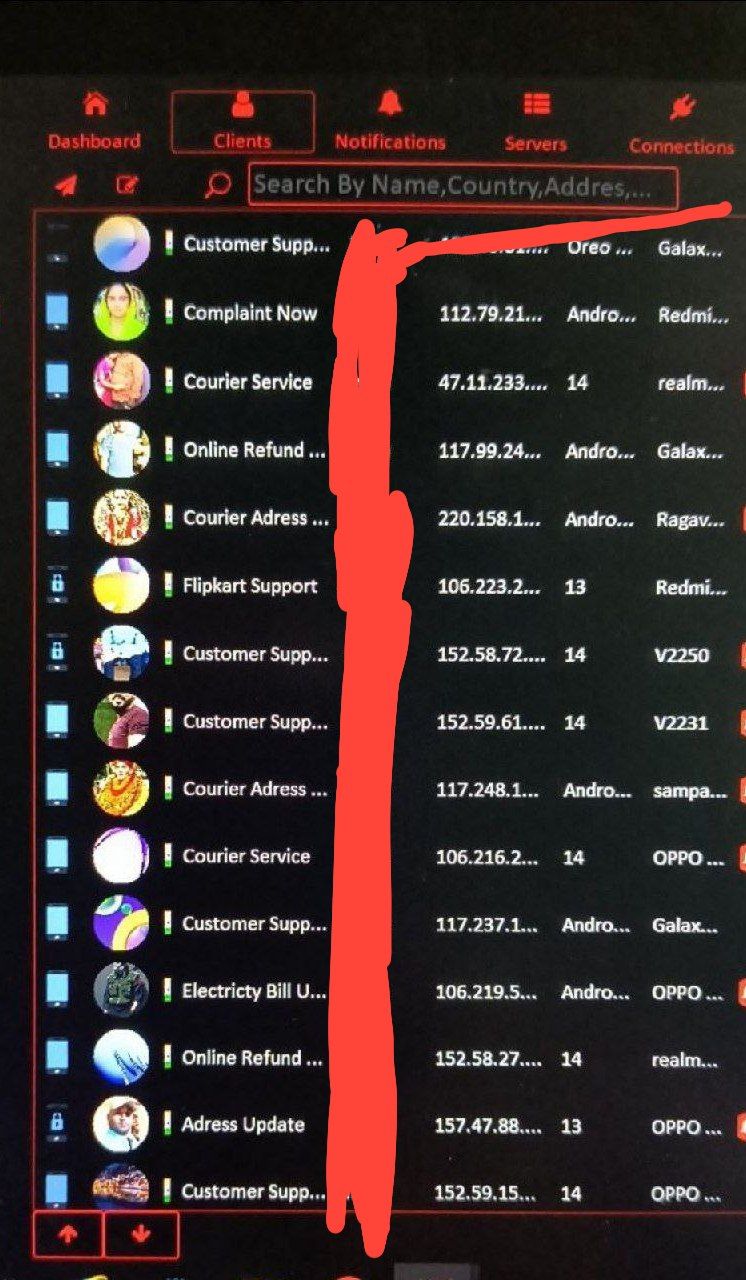 Dashboard Clients Notifications Servers Connections
Search By Name,Country,Addres,...
Customer Supp... Oreo ... Galax...
Complaint Now 112.79.21... Andro... Redmi...
Courier Service 47.11.233.... 14 realm...
Online Refund ... 117.99.24... Andro... Galax...
Courier Adress ... 220.158.1... Andro... Ragav...
Flipkart Support 106.223.2... 13 Redmi...
Customer Supp... 152.58.72.... 14 V2250
Customer Supp... 152.59.61.... 14 V2231
Courier Adress ... 117.248.1... Andro... sampa...
Courier Service 106.216.2... 14 OPPO ...
Customer Supp... 117.237.1... Andro... Galax...
Electricty Bill U... 106.219.5... Andro... OPPO ...
Online Refund ... 152.58.27.... 14 realm...
Adress Update 157.47.88.... 13 OPPO ...
Customer Supp... 152.59.15... 14 OPPO ...